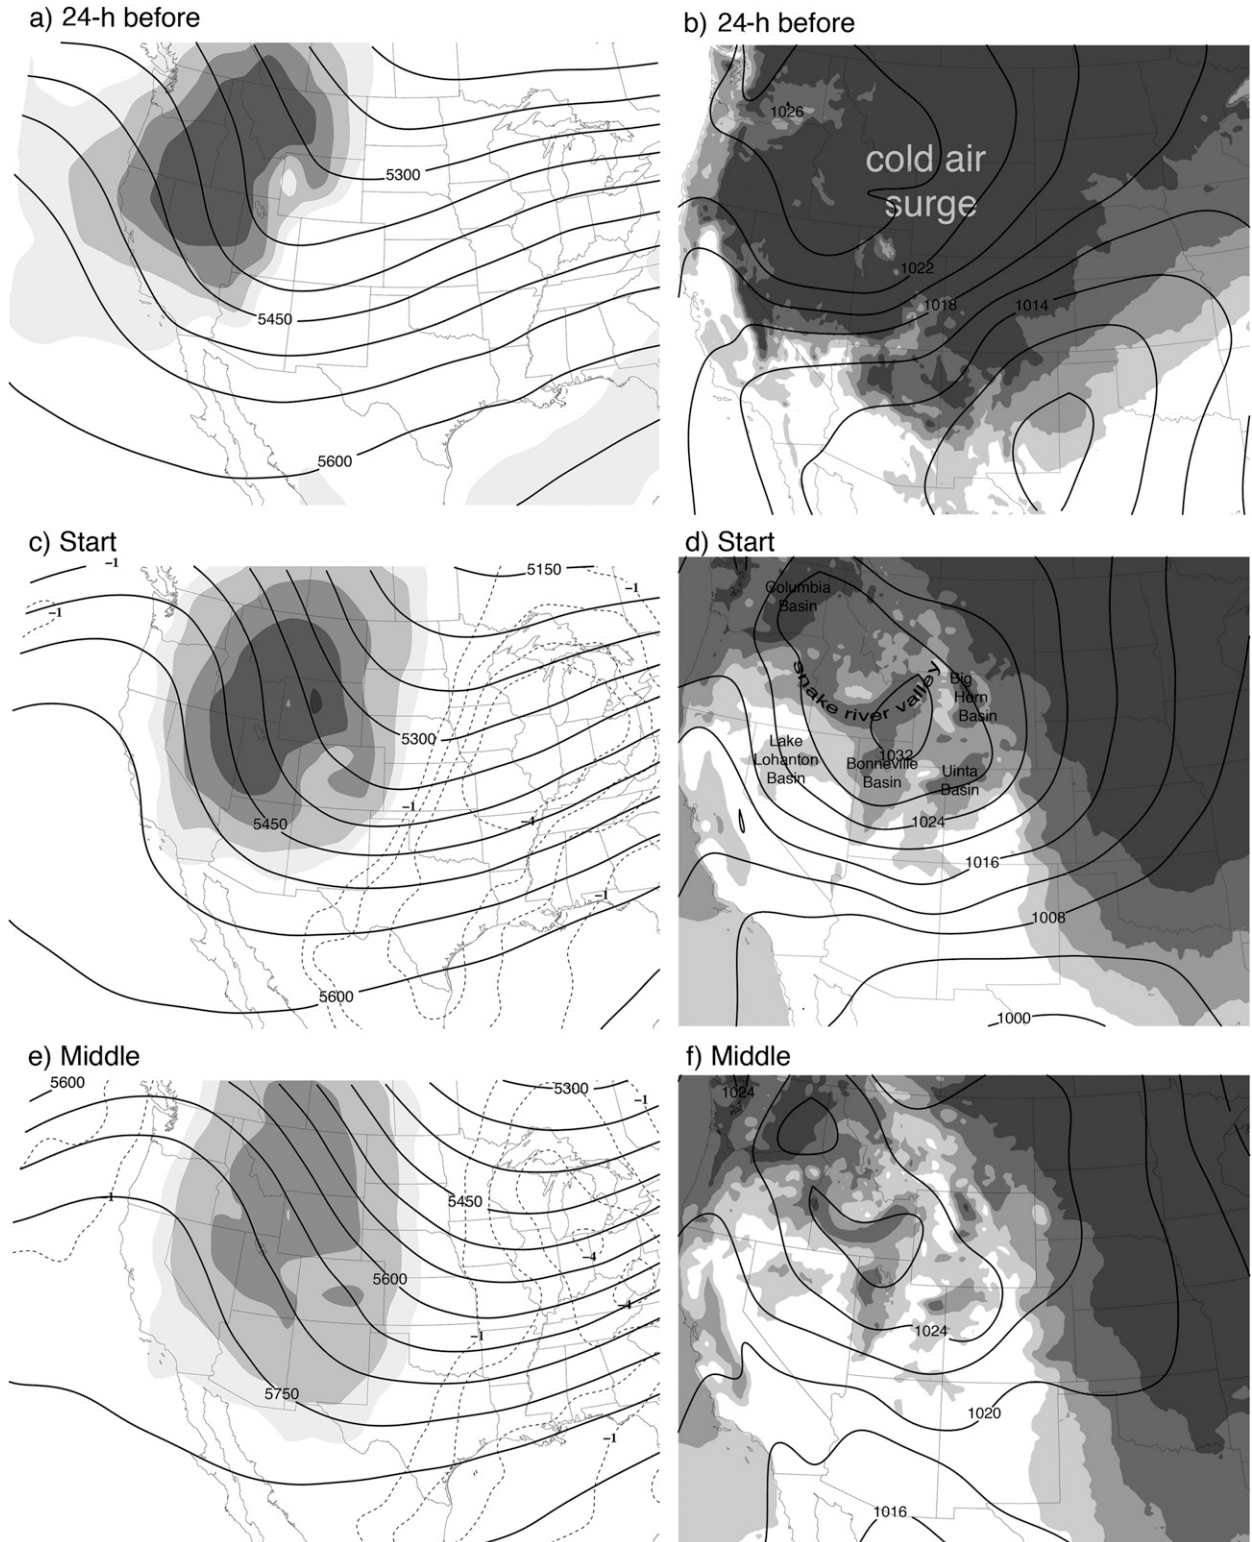 a) 24-h before
b) 24-h before
5300
5450
5600
1026
cold air
surge
1022
1018
1014
c) Start
d) Start
-1
5150
-1
-1
5300
-1
5450
-4
-1
5600
Columbia
Basin
snake river valley
Big
Horn
Basin
Lake
Lohanton
Basin
1032
Bonneville
Basin
Uinta
Basin
1024
1016
1008
1000
e) Middle
f) Middle
5600
5300
-1
-1
5450
-4
5600
-4
-1
5750
-1
1024
1024
1020
1016